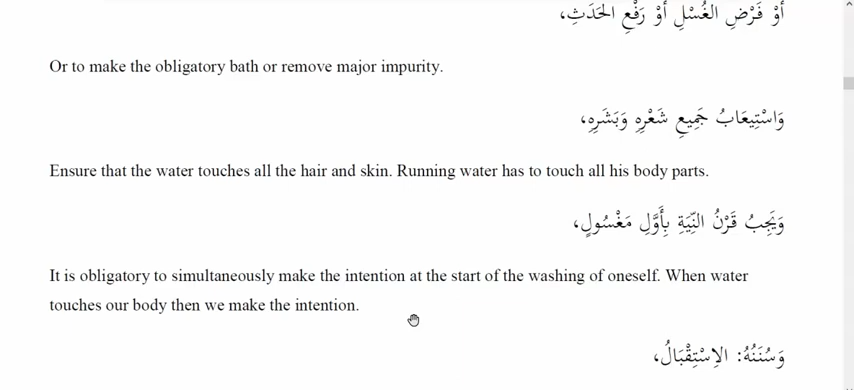 أَوْ فَرْضِ الغُسْلِ أَوْ رَفْعِ الحَدَثِ،
Or to make the obligatory bath or remove major impurity.
وَاسْتِيعَابُ جَمِيعِ شَعْرِهِ وَبَشَرِهِ،
Ensure that the water touches all the hair and skin. Running water has to touch all his body parts.
وَيَجِبُ قَرْنُ النِّيَّةِ بِأَوَّلِ مَغْسُولٍ،
It is obligatory to simultaneously make the intention at the start of the washing of oneself. When water
touches our body then we make the intention.
وَسُنَنُهُ: الاِسْتِقْبَالُ،